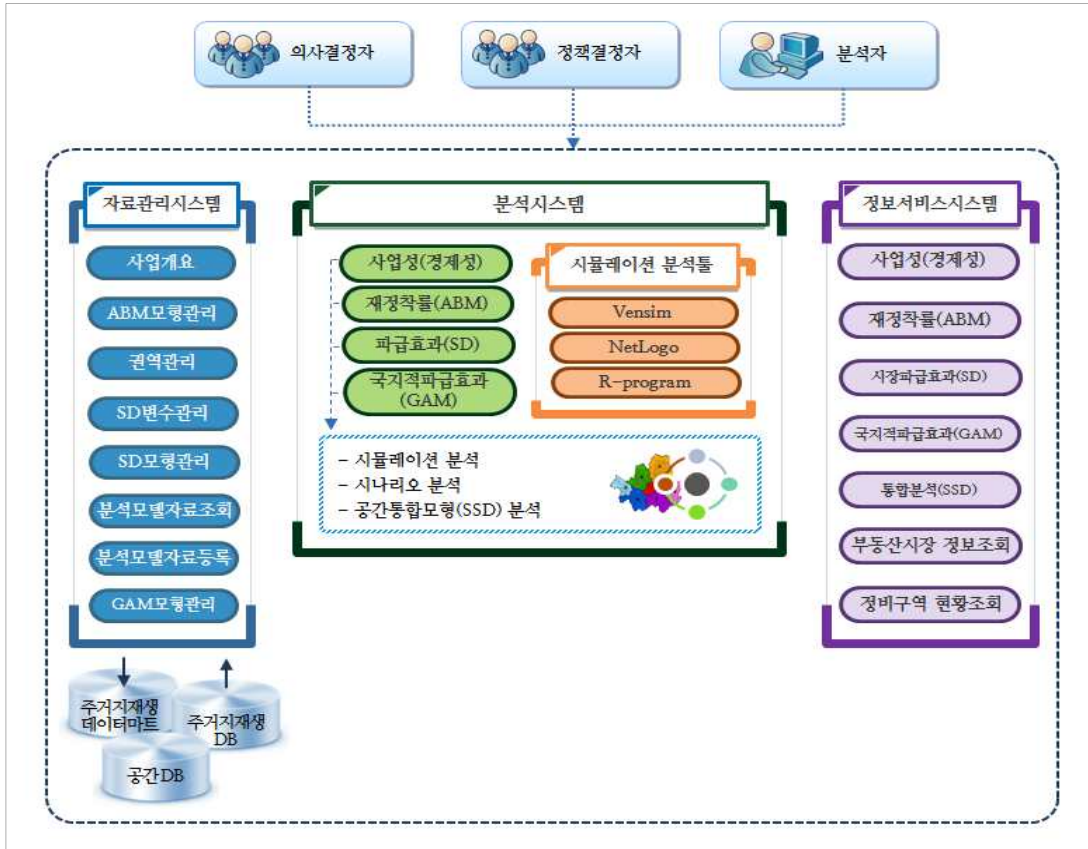 의사결정자
정책결정자
분석자
자료관리시스템
사업개요
ABM모형관리
권역관리
SD변수관리
SD모형관리
분석모델자료조회
분석모델자료등록
GAM모형관리
주거지재생
데이터마트
주거지재생
DB
공간DB
분석시스템
사업성(경제성)
재정착률(ABM)
파급효과(SD)
국지적파급효과
(GAM)
시뮬레이션 분석툴
Vensim
NetLogo
R-program
- 시뮬레이션 분석
- 시나리오 분석
- 공간통합모형(SSD) 분석
정보서비스시스템
사업성(경제성)
재정착률(ABM)
시장파급효과(SD)
국지적파급효과(GAM)
통합분석(SSD)
부동산시장 정보조회
정비구역 현황조회